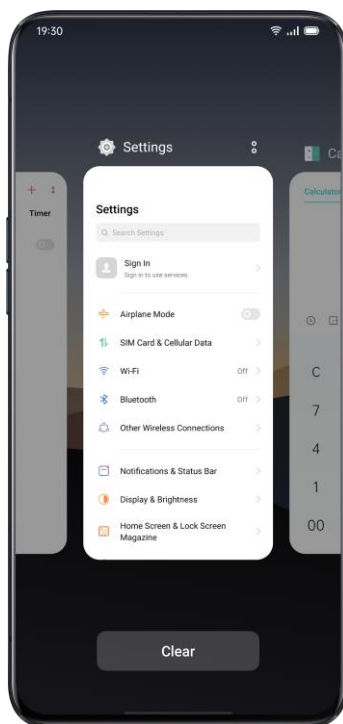 19:30
Settings
Ca
Timer
Settings
Search Settings
Sign In
Sign in to use services.
Airplane Mode
SIM Card & Cellular Data
Wi-Fi
Off
Bluetooth
Off
Other Wireless Connections
Notifications & Status Bar
Display & Brightness
Home Screen & Lock Screen
Magazine
Calculator
C
7
4
1
00
Clear